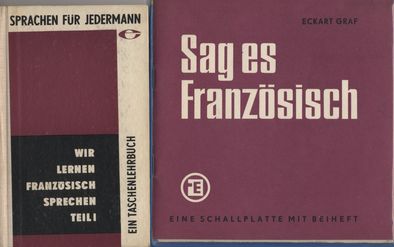 SPRACHEN FÜR JEDERMANN
WIR
LERNEN
FRANZÖSISCH
SPRECHEN
TEIL I
EIN TASCHENLEHRBUCH
ECKART GRAF
Sag es
Französisch
EINE SCHALLPLATTE MIT BEIHEFT